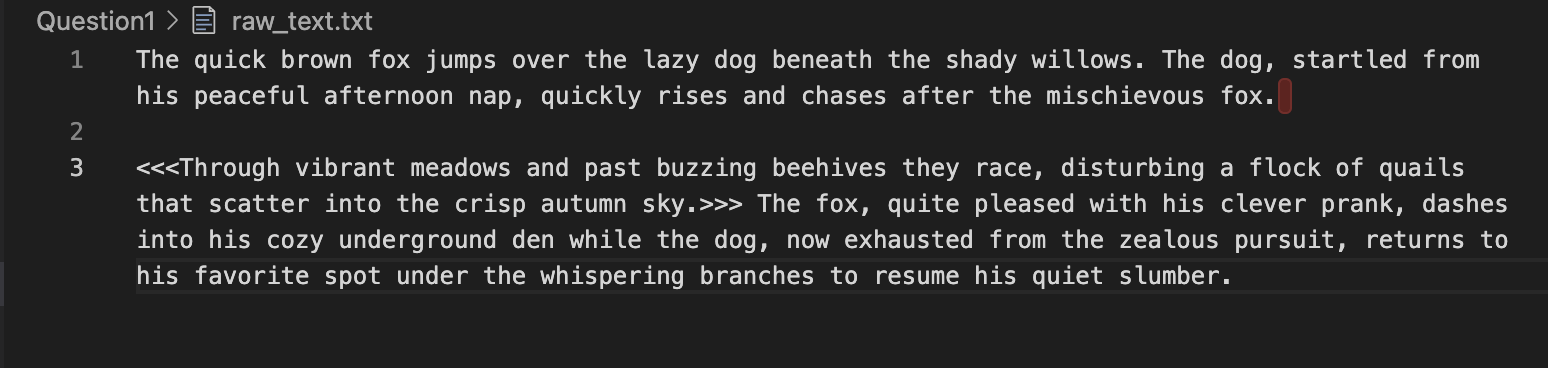 Question1 > raw_text.txt
1 The quick brown fox jumps over the lazy dog beneath the shady willows. The dog, startled from
his peaceful afternoon nap, quickly rises and chases after the mischievous fox.
2
3 <<<Through vibrant meadows and past buzzing beehives they race, disturbing a flock of quails
that scatter into the crisp autumn sky.>>> The fox, quite pleased with his clever prank, dashes
into his cozy underground den while the dog, now exhausted from the zealous pursuit, returns to
his favorite spot under the whispering branches to resume his quiet slumber.